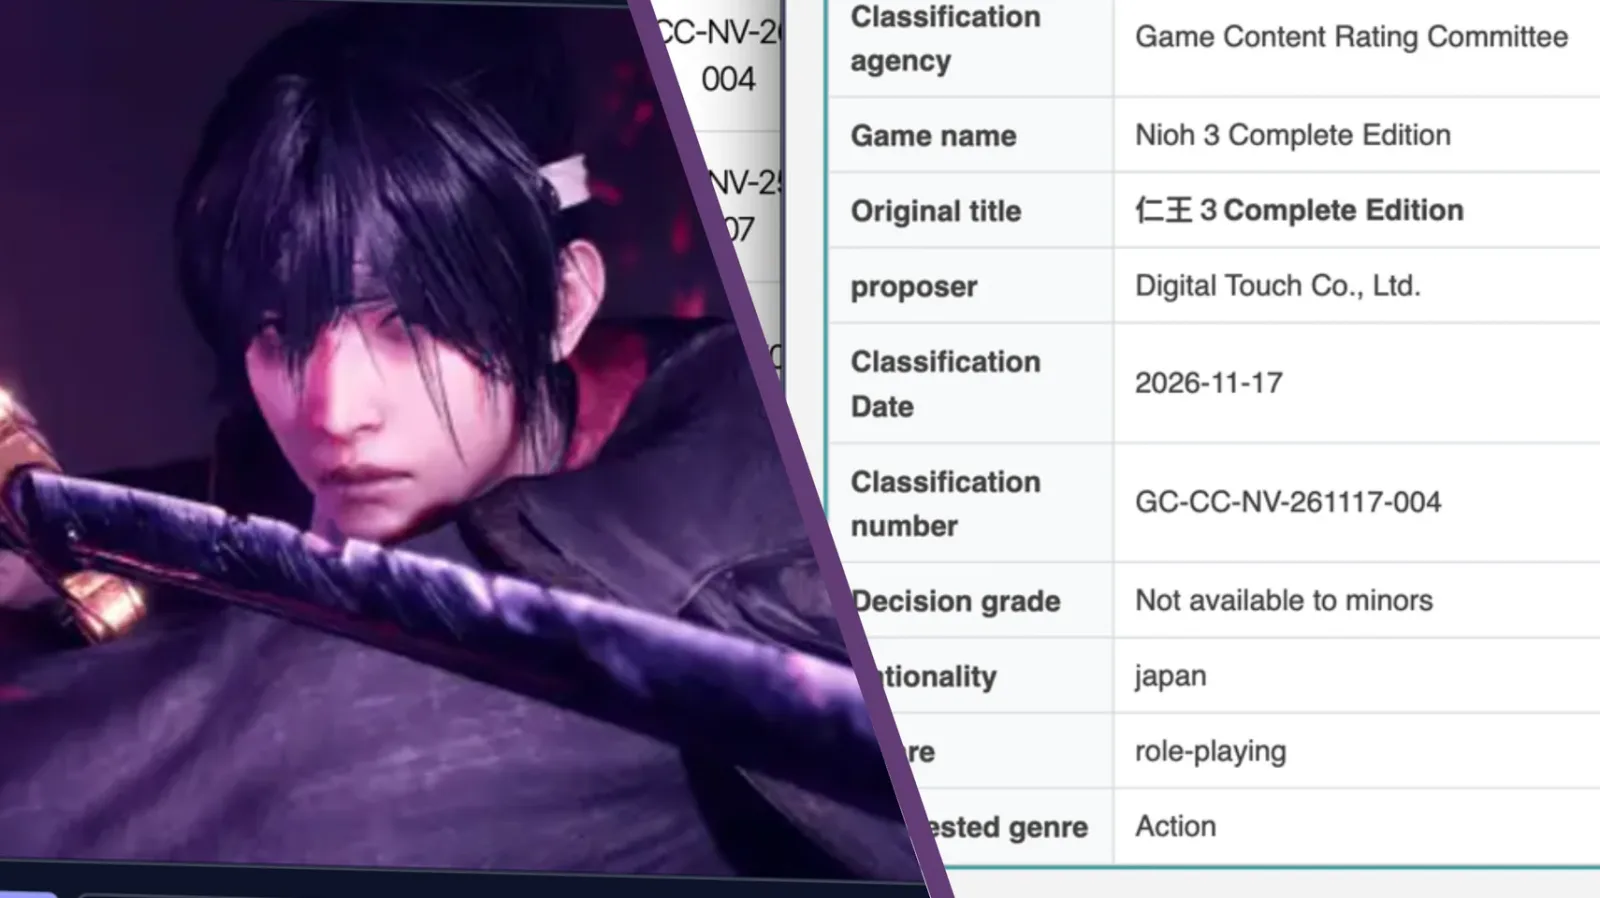 CC-NV-2
004
NV-25
07
Classification
agency
Game Content Rating Committee
Game name
Nioh 3 Complete Edition
Original title
仁王 3 Complete Edition
proposer
Digital Touch Co., Ltd.
Classification
Date
2026-11-17
Classification
number
GC-CC-NV-261117-004
Decision grade
Not available to minors
tionality
japan
re
role-playing
ested genre
Action